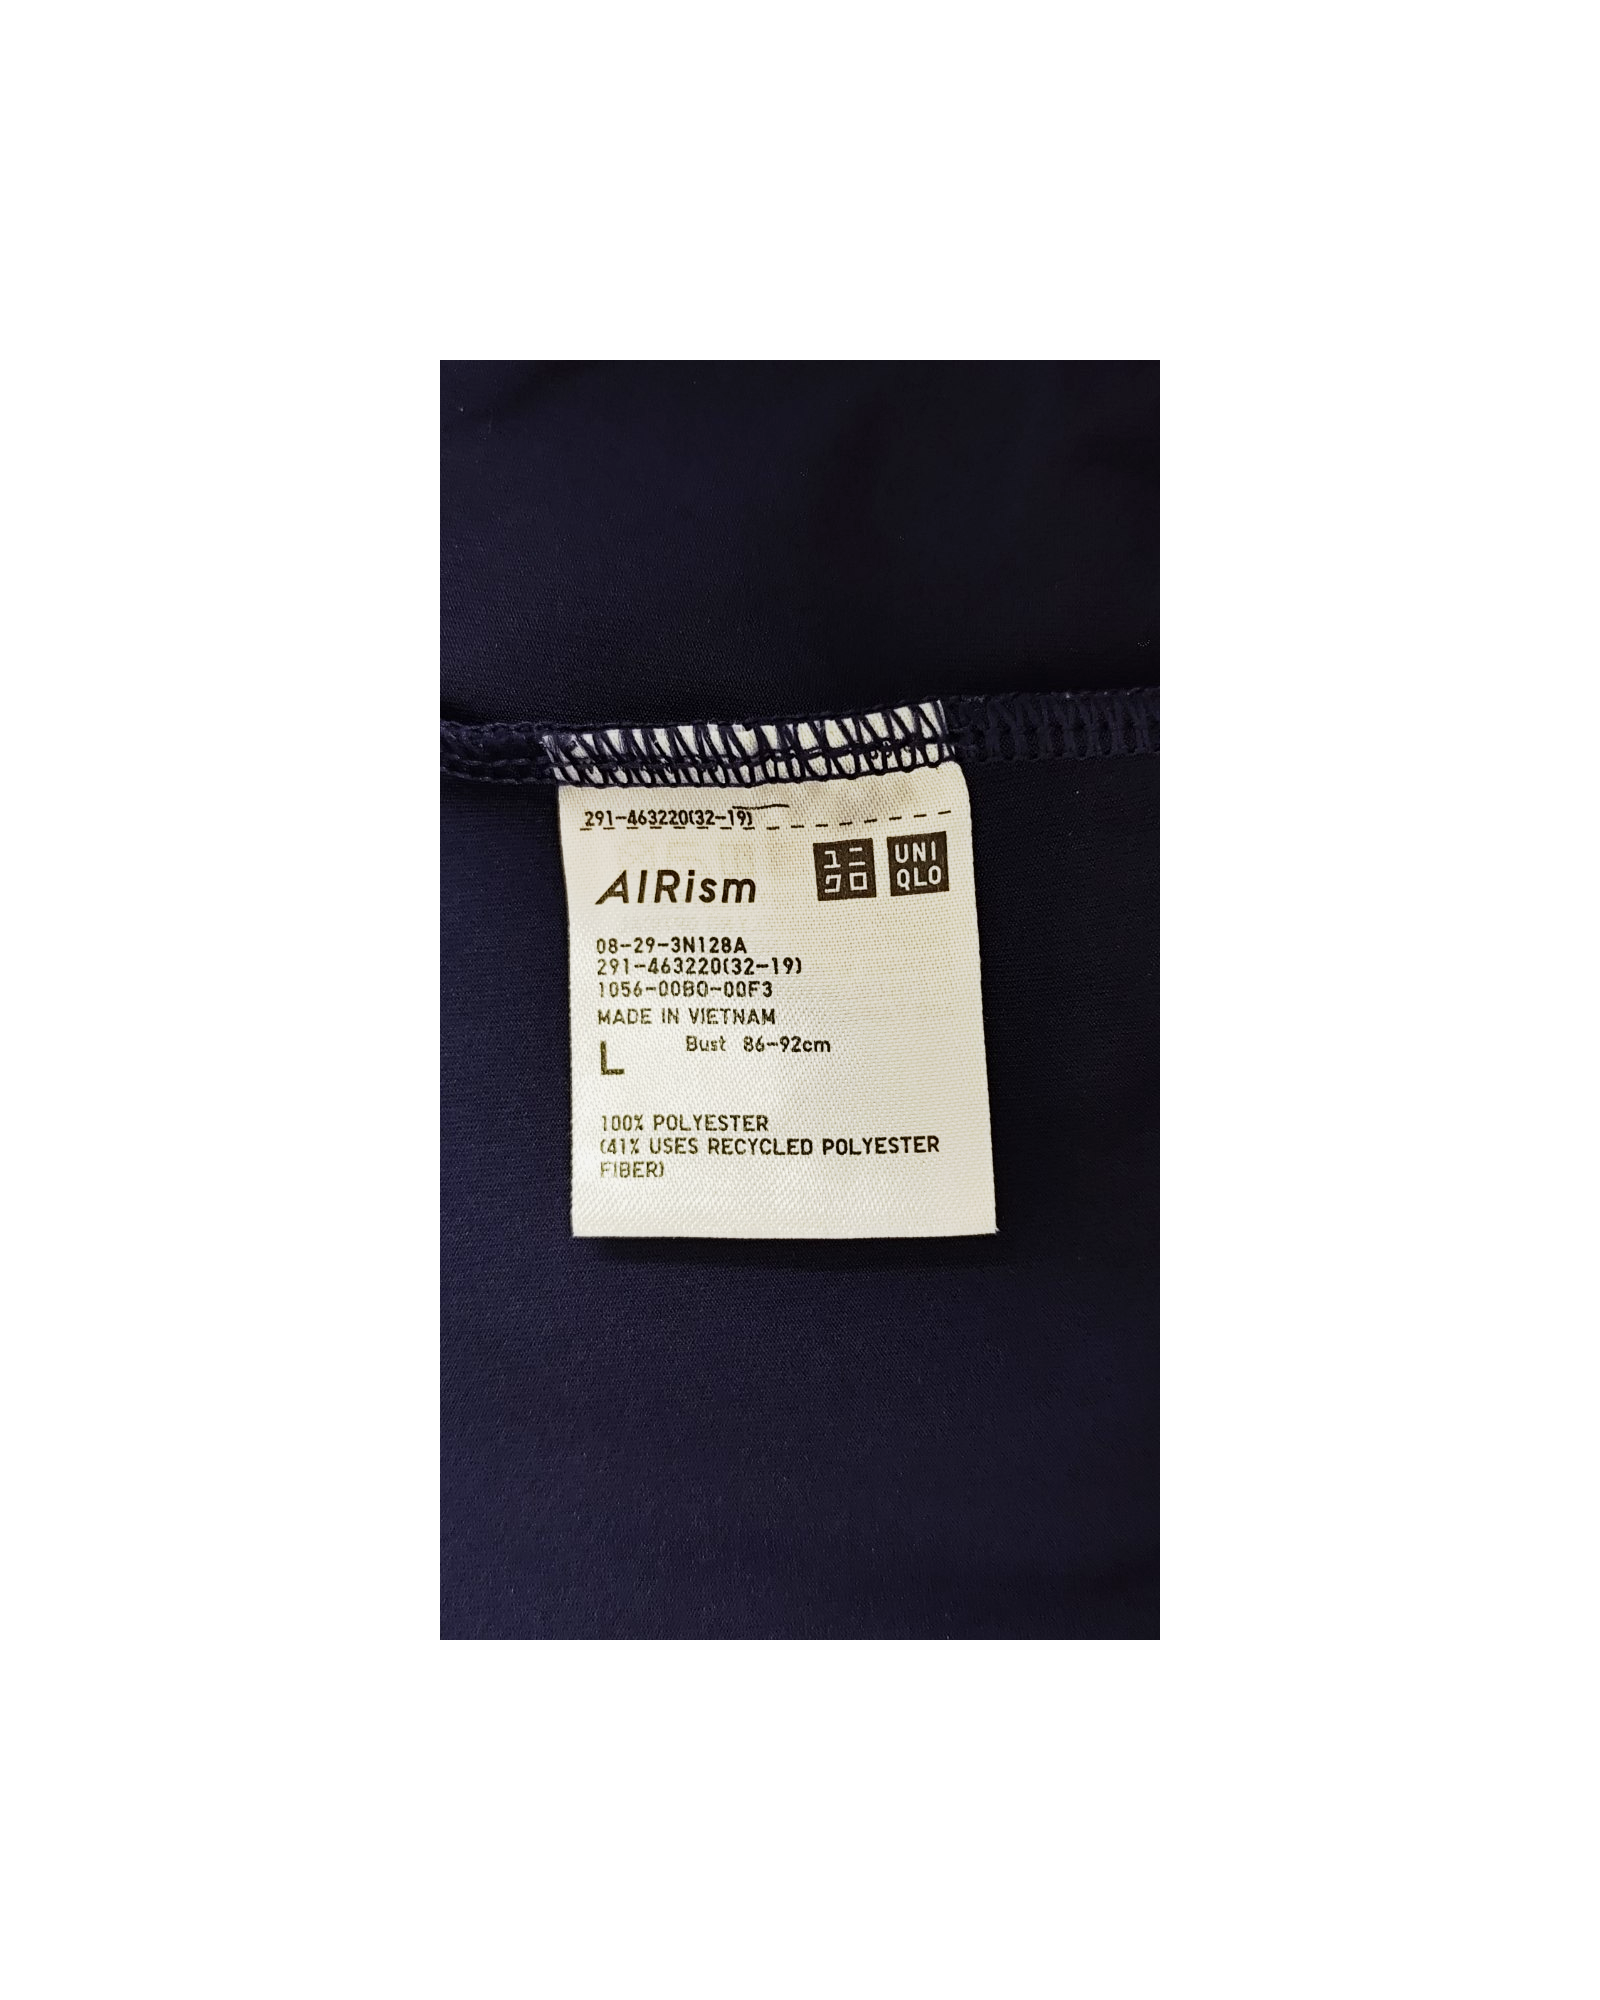 291-463220(32-19)
AIRism
ユニ
クロ
UNI
QLO
08-29-3N128A
291-463220(32-19)
1056-00B0-00F3
MADE IN VIETNAM
L Bust 86-92cm
100% POLYESTER
(41% USES RECYCLED POLYESTER
FIBER)